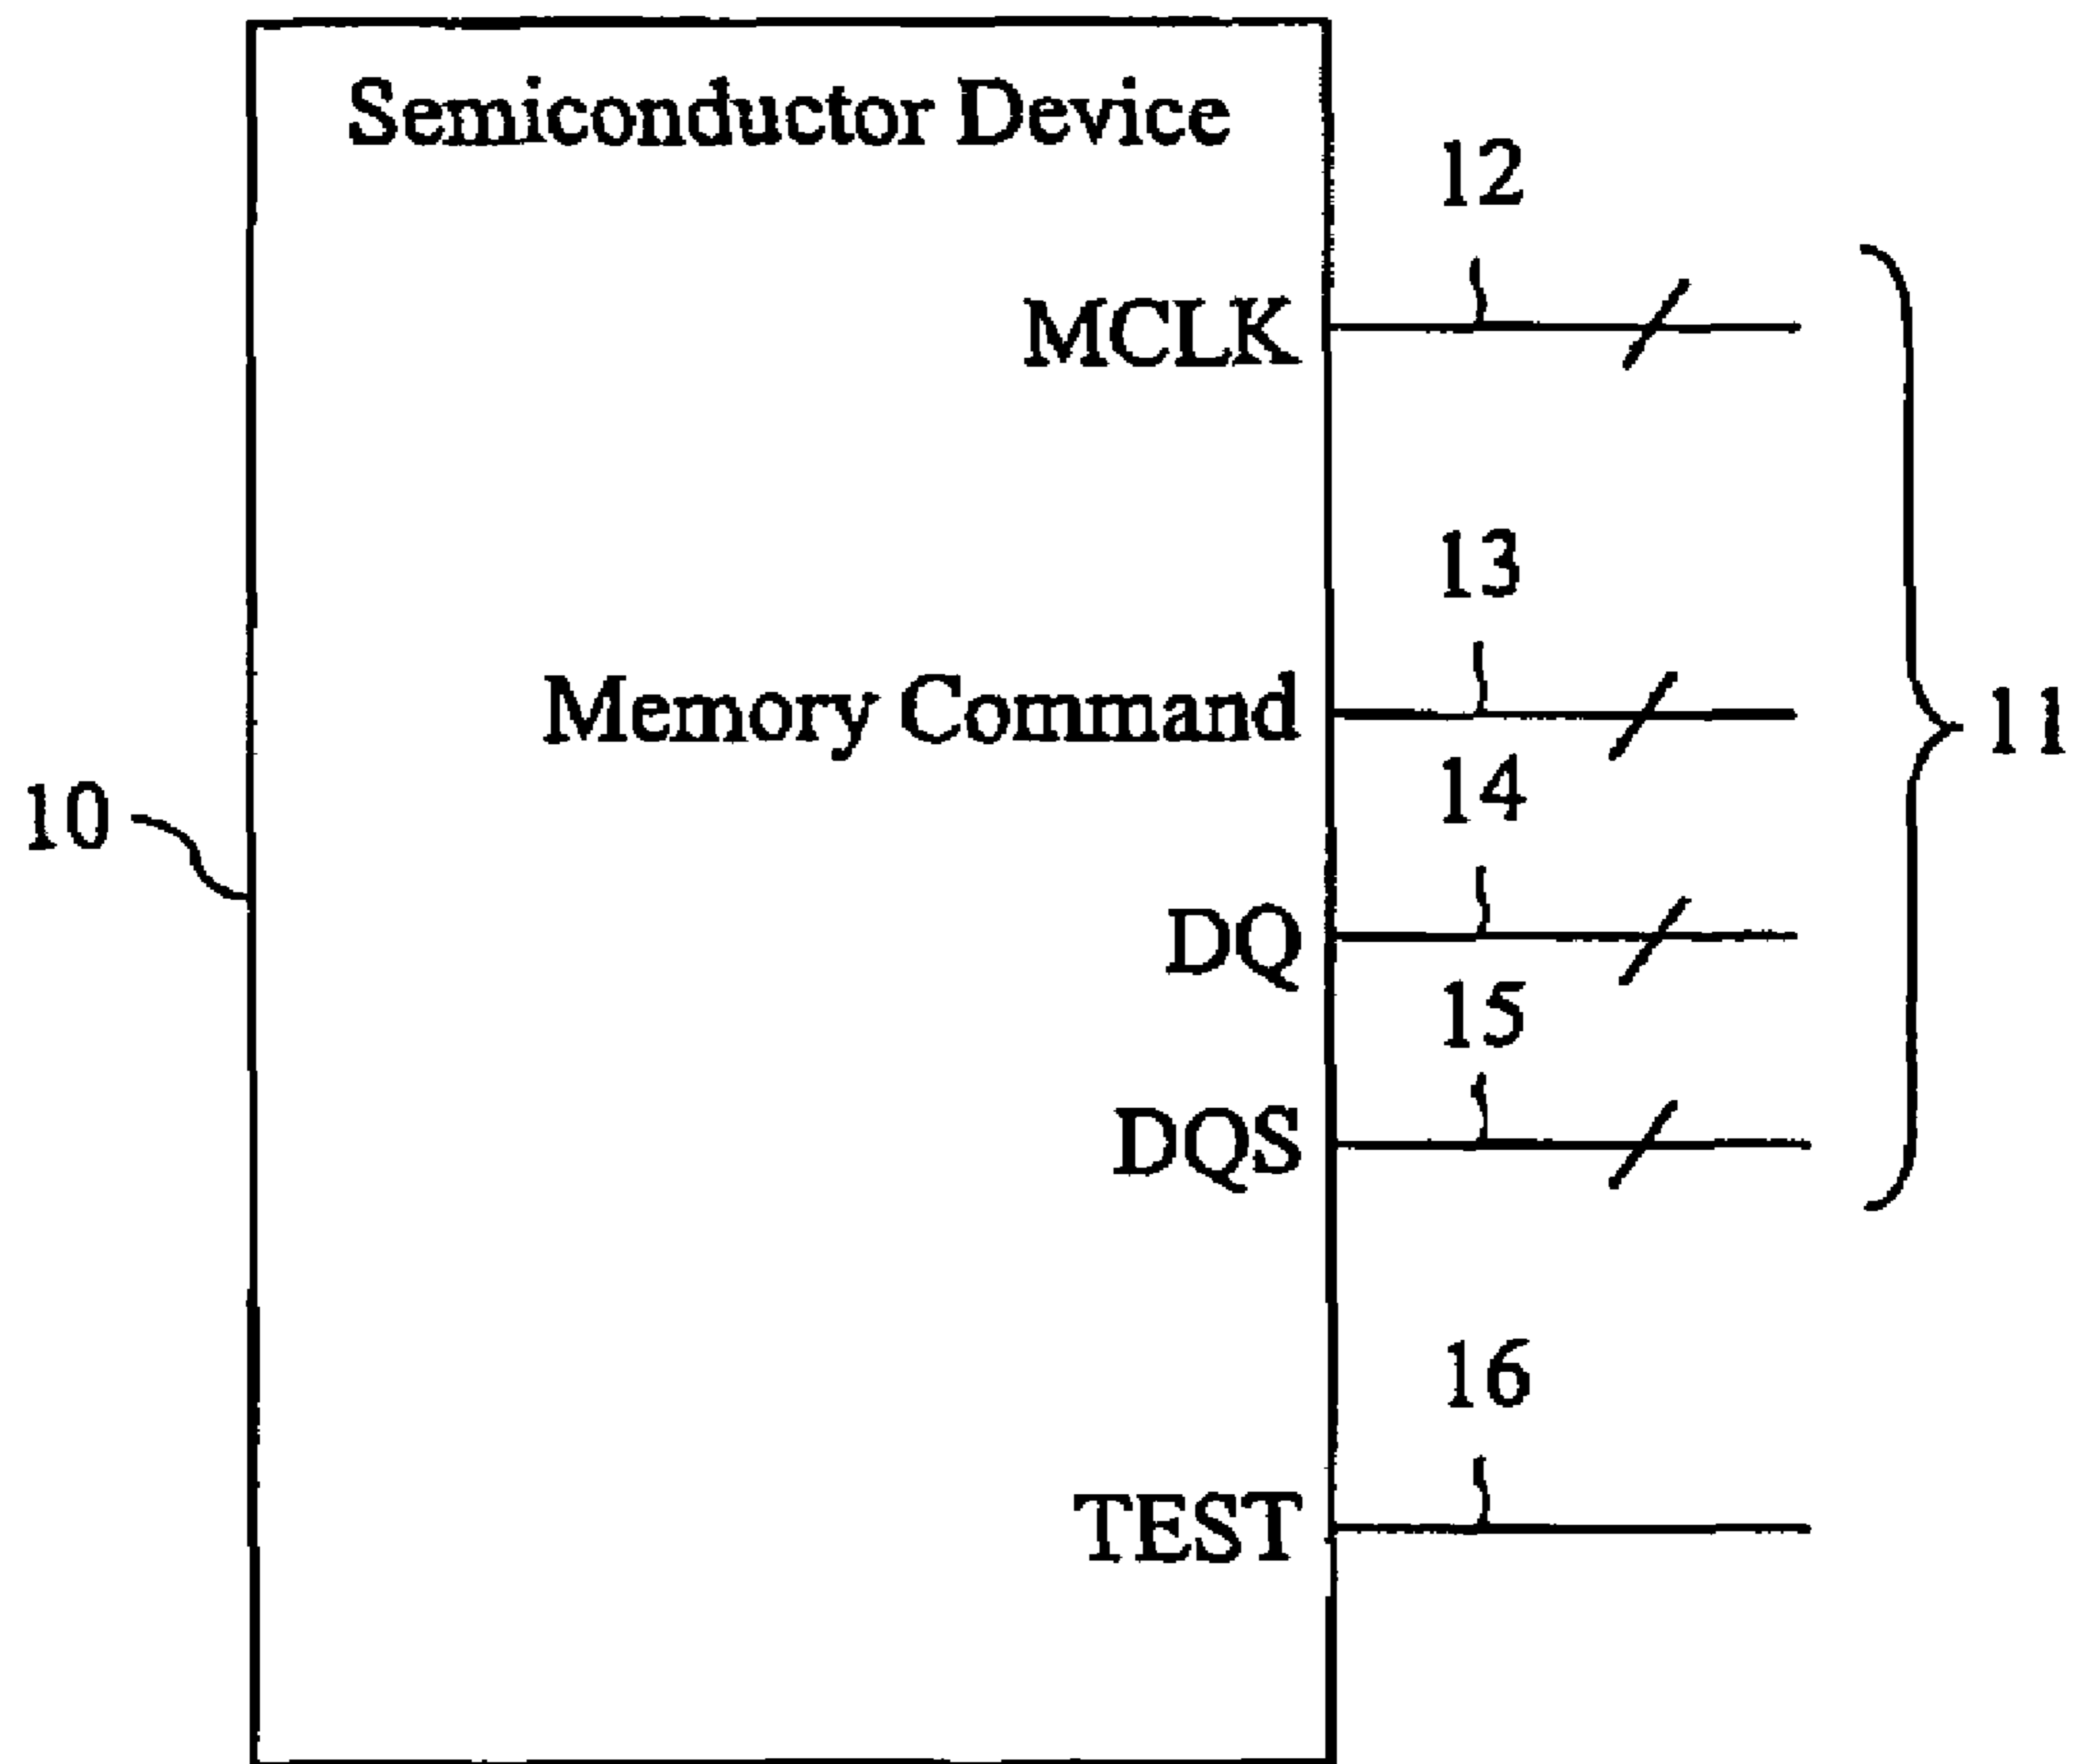 Semiconductor Device
12
MCLK
13
Memory Command
11
14
10
DQ
15
DQS
16
TEST